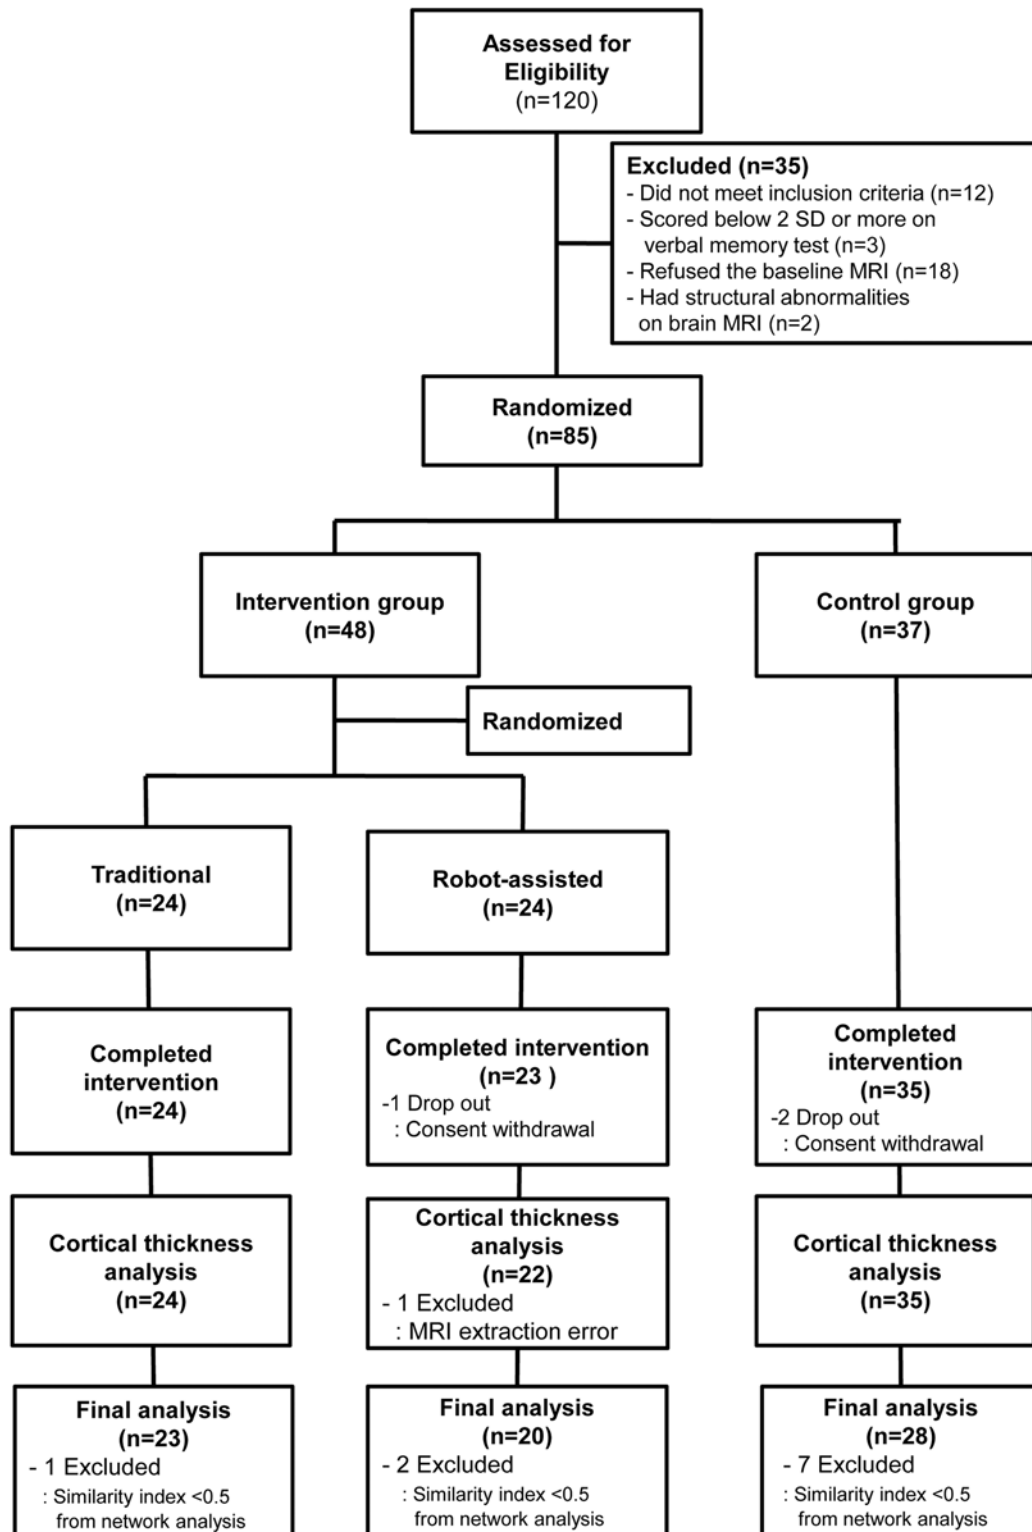 Assessed for
Eligibility
(n=120)
Excluded (n=35)
- Did not meet inclusion criteria (n=12)
- Scored below 2 SD or more on
verbal memory test (n=3)
- Refused the baseline MRI (n=18)
- Had structural abnormalities
on brain MRI (n=2)
Randomized
(n=85)
Intervention group
(n=48)
Control group
(n=37)
Randomized
Traditional
(n=24)
Robot-assisted
(n=24)
Completed
intervention
(n=24)
Completed intervention
(n=23 )
-1 Drop out
: Consent withdrawal
Completed
intervention
(n=35)
-2 Drop out
: Consent withdrawal
Cortical thickness
analysis
(n=24)
Cortical thickness
analysis
(n=22)
- 1 Excluded
: MRI extraction error
Cortical thickness
analysis
(n=35)
Final analysis
(n=23)
- 1 Excluded
: Similarity index <0.5
from network analysis
Final analysis
(n=20)
- 2 Excluded
: Similarity index <0.5
from network analysis
Final analysis
(n=28)
- 7 Excluded
: Similarity index <0.5
from network analysis